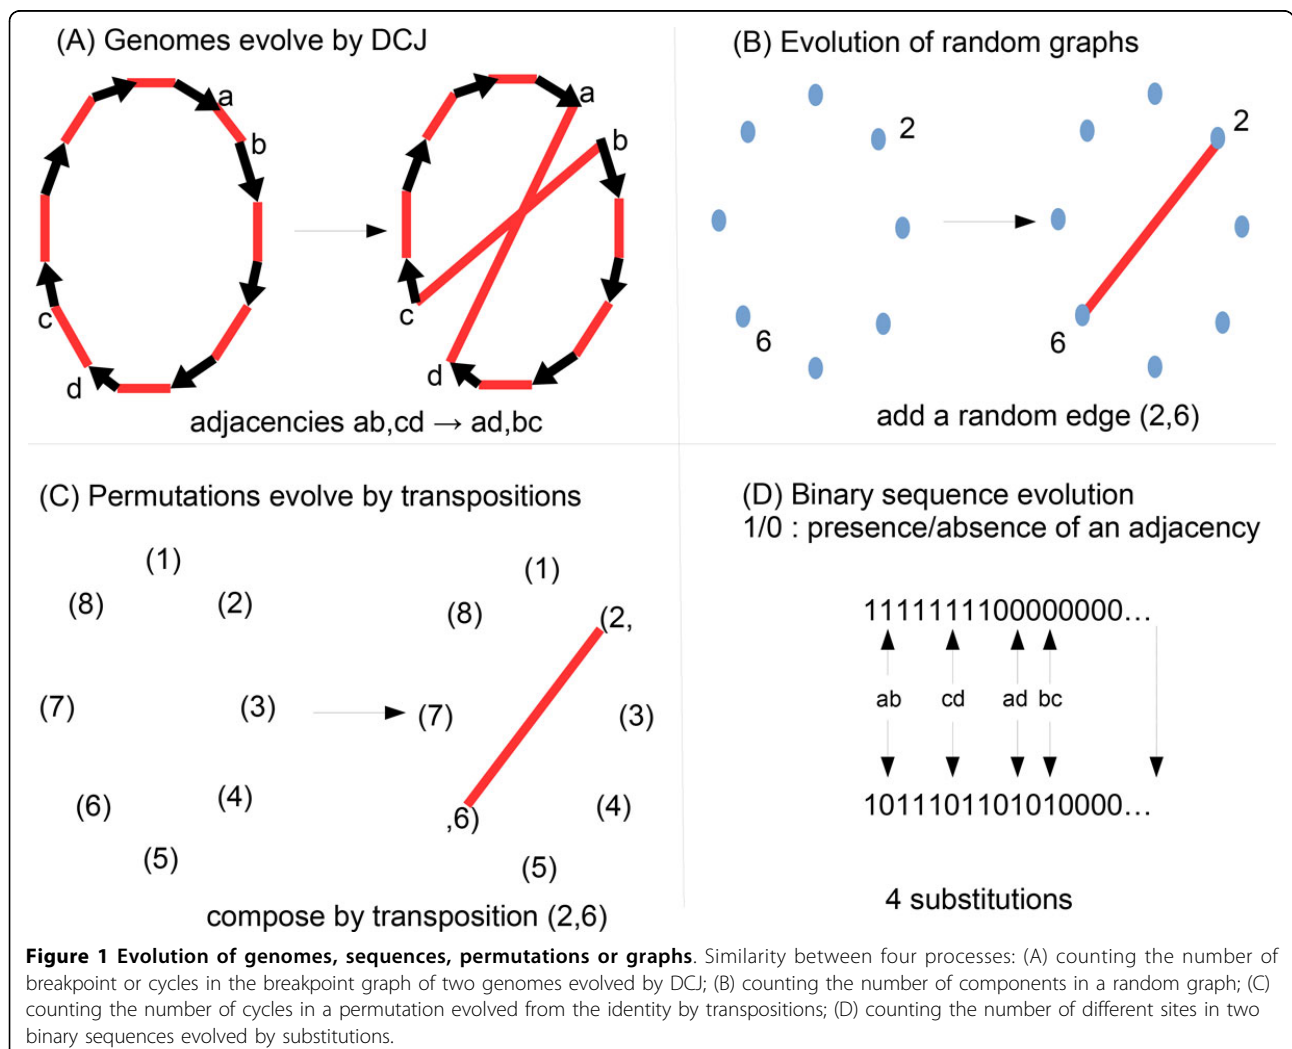 (A) Genomes evolve by DCJ
a
b
c
d
a
b
c
d
adjacencies ab,cd → ad,bc
(B) Evolution of random graphs
2
6
2
6
add a random edge (2,6)
(C) Permutations evolve by transpositions
(1)
(8)
(2)
(7)
(3)
(6)
(4)
(5)
(1)
(8)
(2,
(7)
(3)
,6)
(4)
(5)
compose by transposition (2,6)
(D) Binary sequence evolution
1/0 : presence/absence of an adjacency
1111111100000000...
ab cd ad bc
1011101101010000...
4 substitutions
Figure 1 Evolution of genomes, sequences, permutations or graphs. Similarity between four processes: (A) counting the number of
breakpoint or cycles in the breakpoint graph of two genomes evolved by DCJ; (B) counting the number of components in a random graph; (C)
counting the number of cycles in a permutation evolved from the identity by transpositions; (D) counting the number of different sites in two
binary sequences evolved by substitutions.